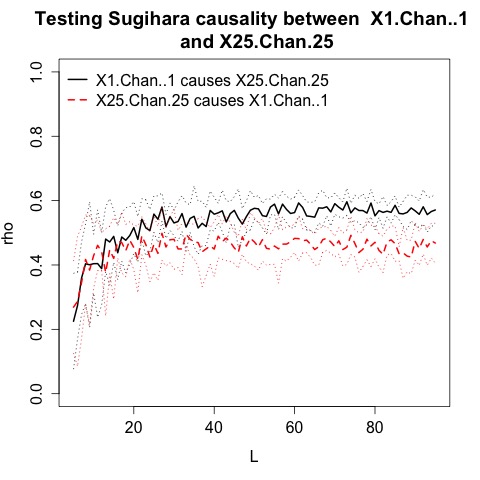 Testing Sugihara causality between  X1.Chan..1
and X25.Chan.25
X1.Chan..1 causes X25.Chan.25
X25.Chan.25 causes X1.Chan..1
1.0
0.8
0.6
0.4
0.2
0.0
rho
20 40 60 80
L